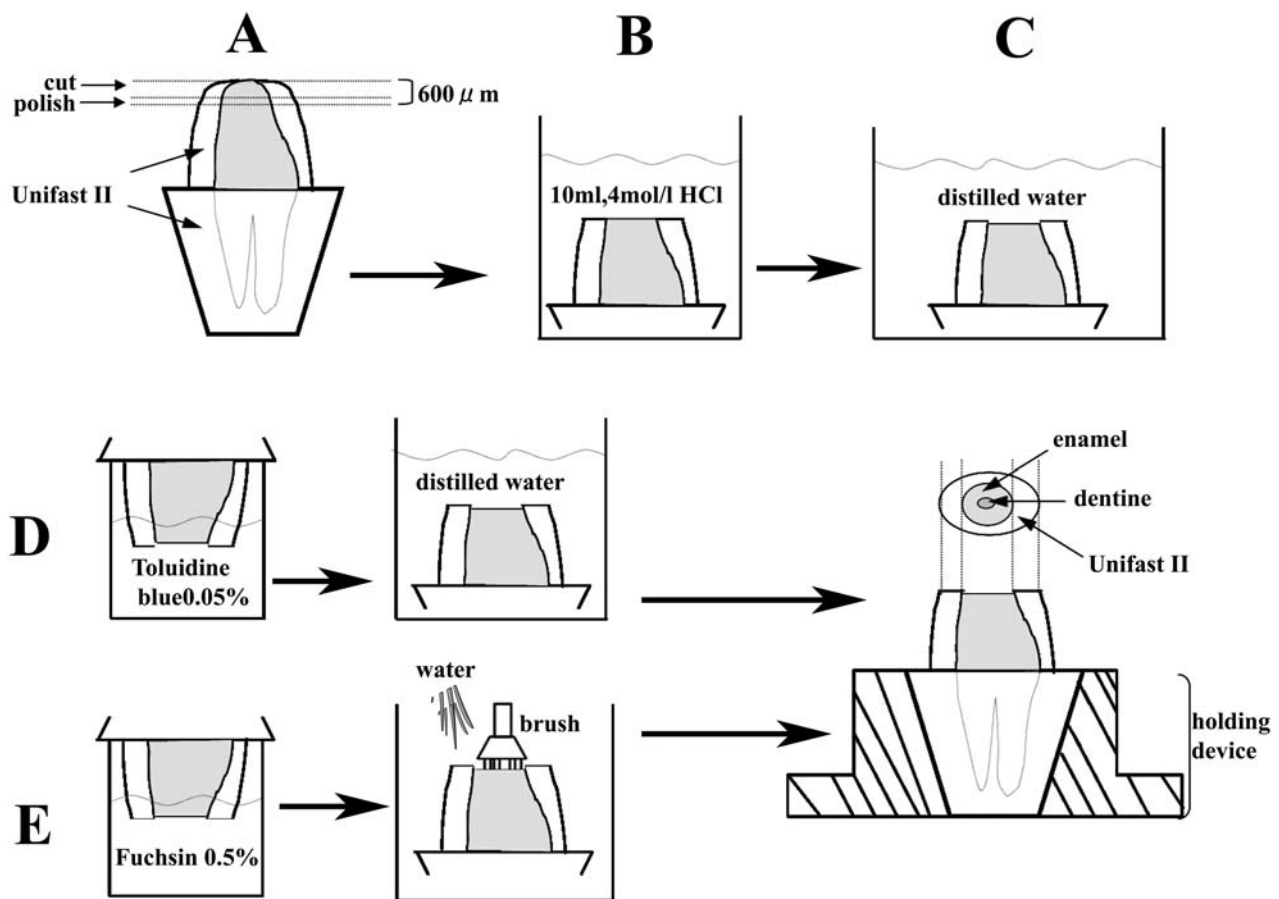 A
B
C
cut
polish
600 μ m
Unifast II
10ml,4mol/l HCl
distilled water
D
Toluidine
blue0.05%
distilled water
enamel
dentine
Unifast II
E
Fuchsin 0.5%
water
brush
holding
device